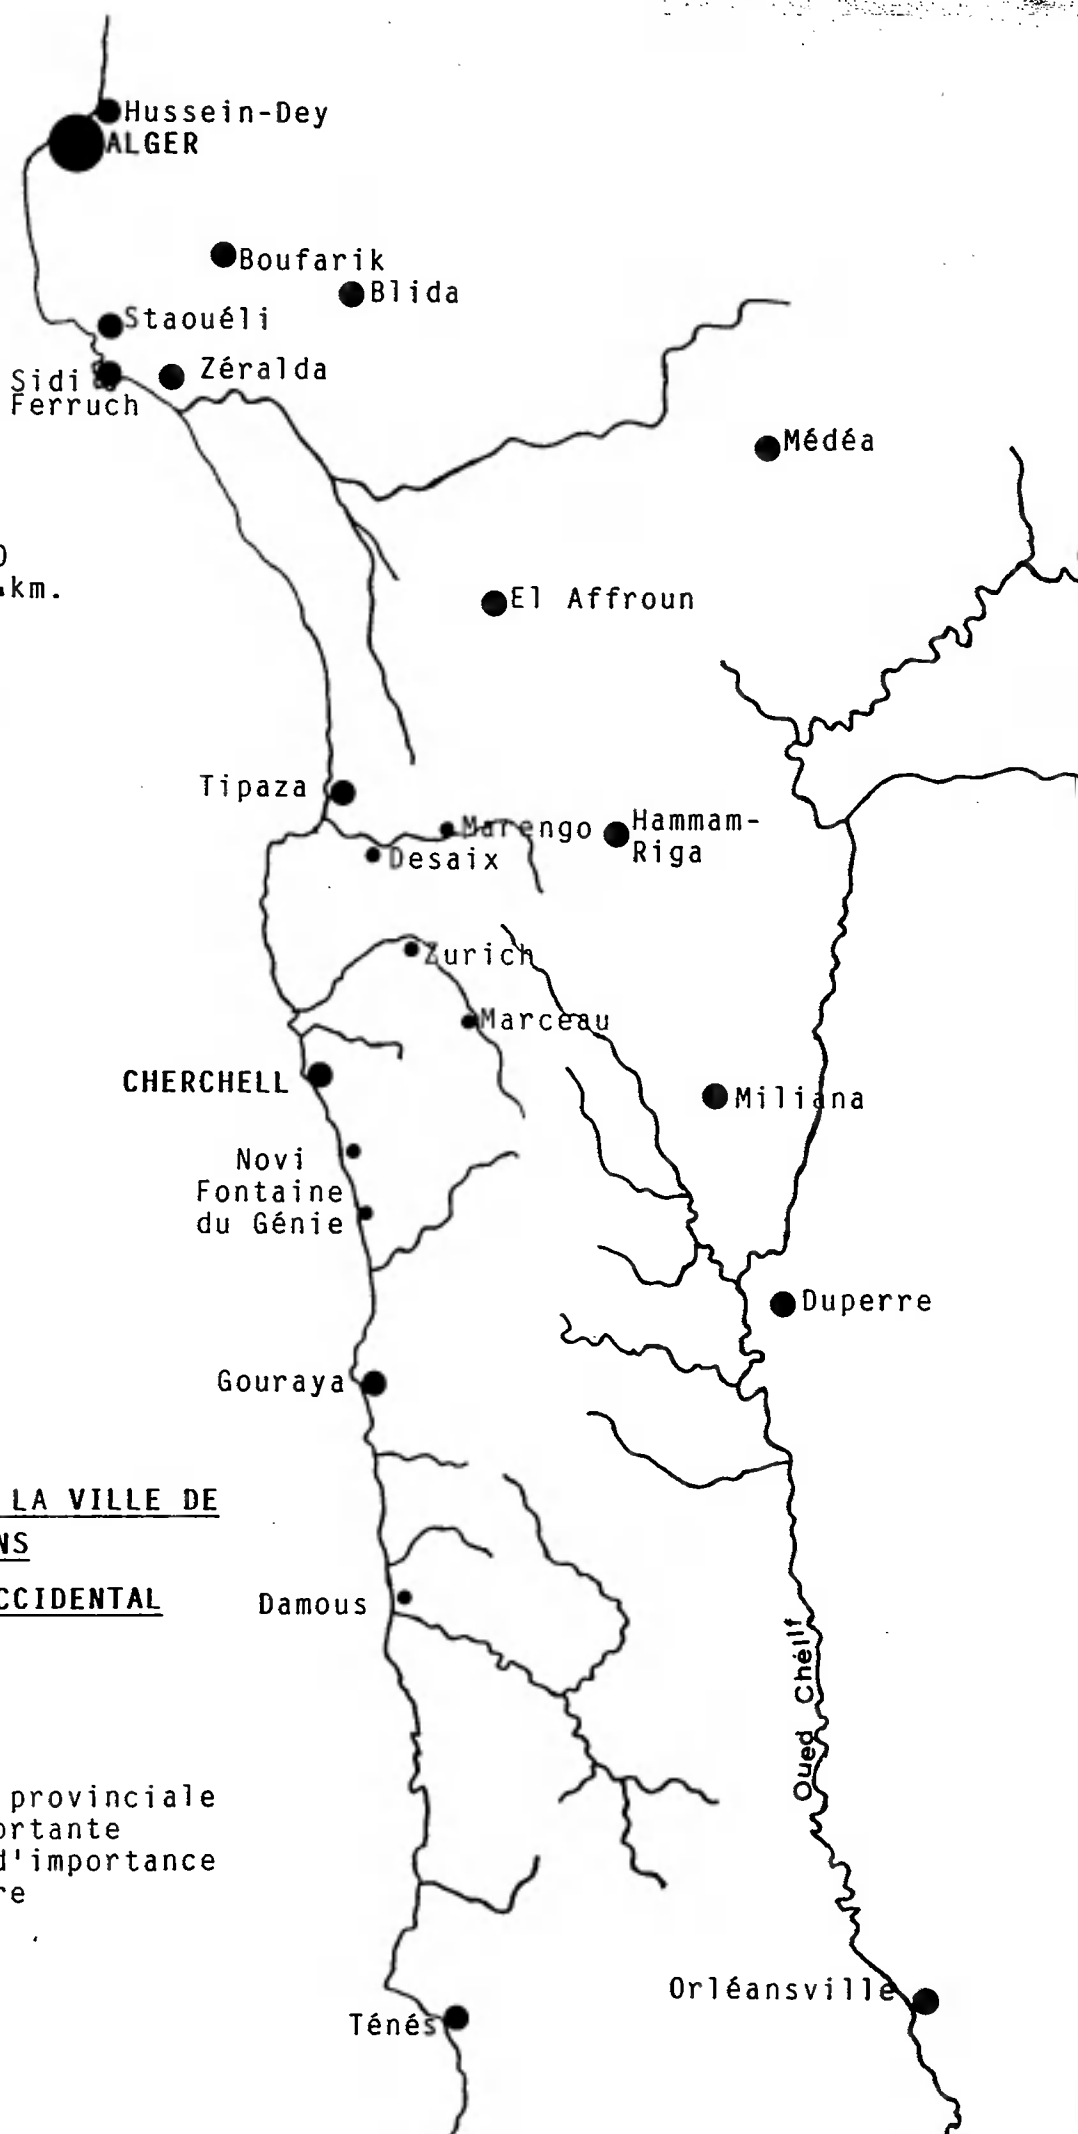 Hussein-Dey
ALGER
Boufarik
Blida
Staouéli
Zéralda
Sidi
Ferruch
Médéa
km.
El Affroun
Tipaza
Marengo
Desaix
Hammam-
Riga
Zurich
Marceau
CHERCHELL
Miliana
Novi
Fontaine
du Génie
Duperre
Gouraya
LA VILLE DE
NS
CCIDENTAL
Damous
Oued Chélif
provinciale
ortante
d'importance
re
Orléansville
Ténés